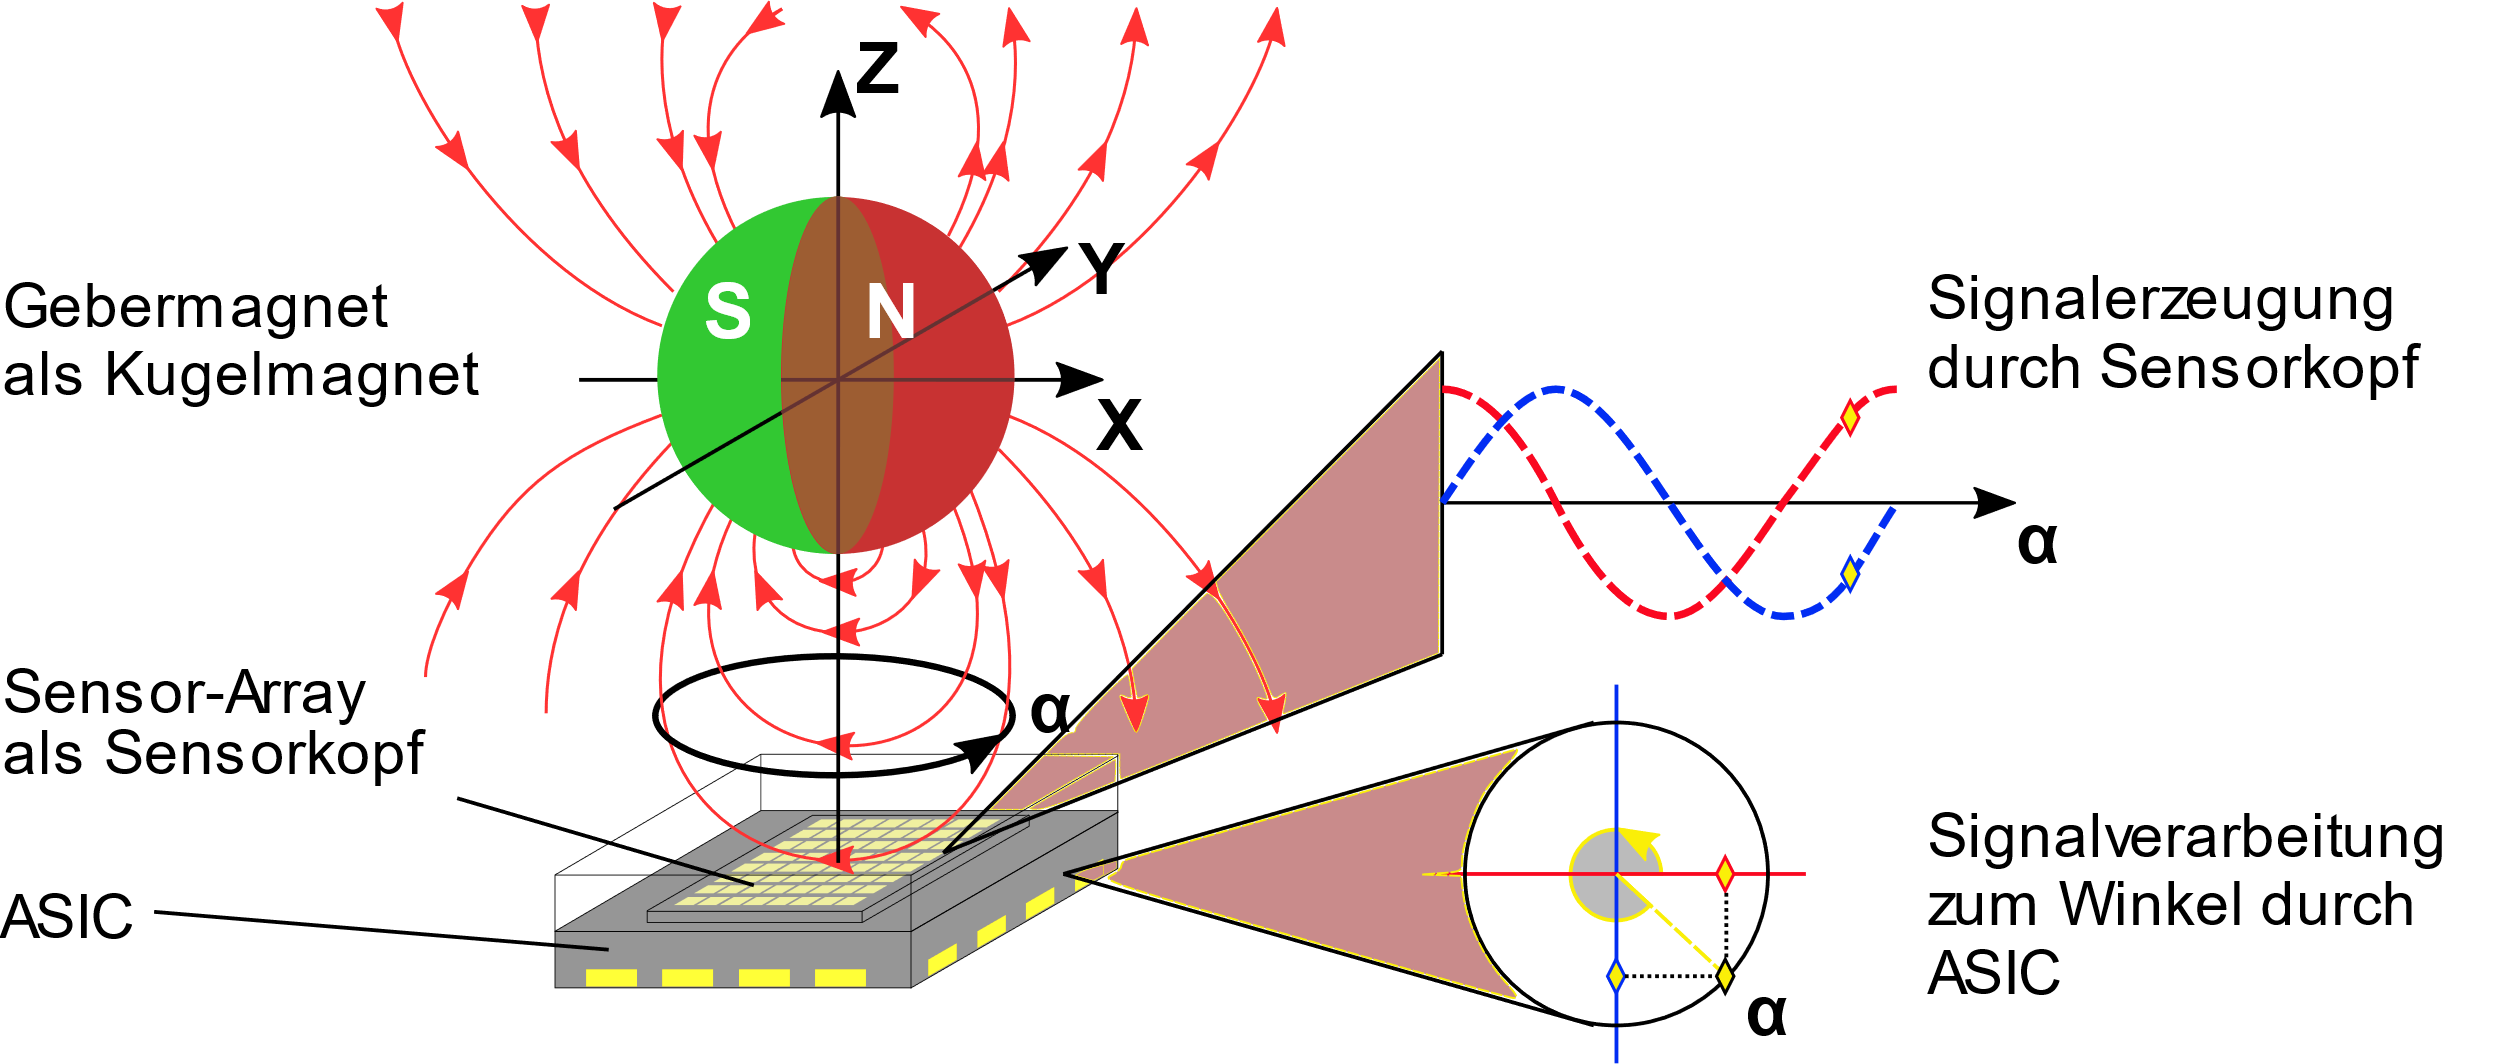 Z
Y
S N
Gebermagnet
als Kugelmagnet
X
Signalerzeugung
durch Sensorkopf
α
Sensor-Array
als Sensorkopf
α
ASIC
Signalverarbeitung
zum Winkel durch
ASIC
α